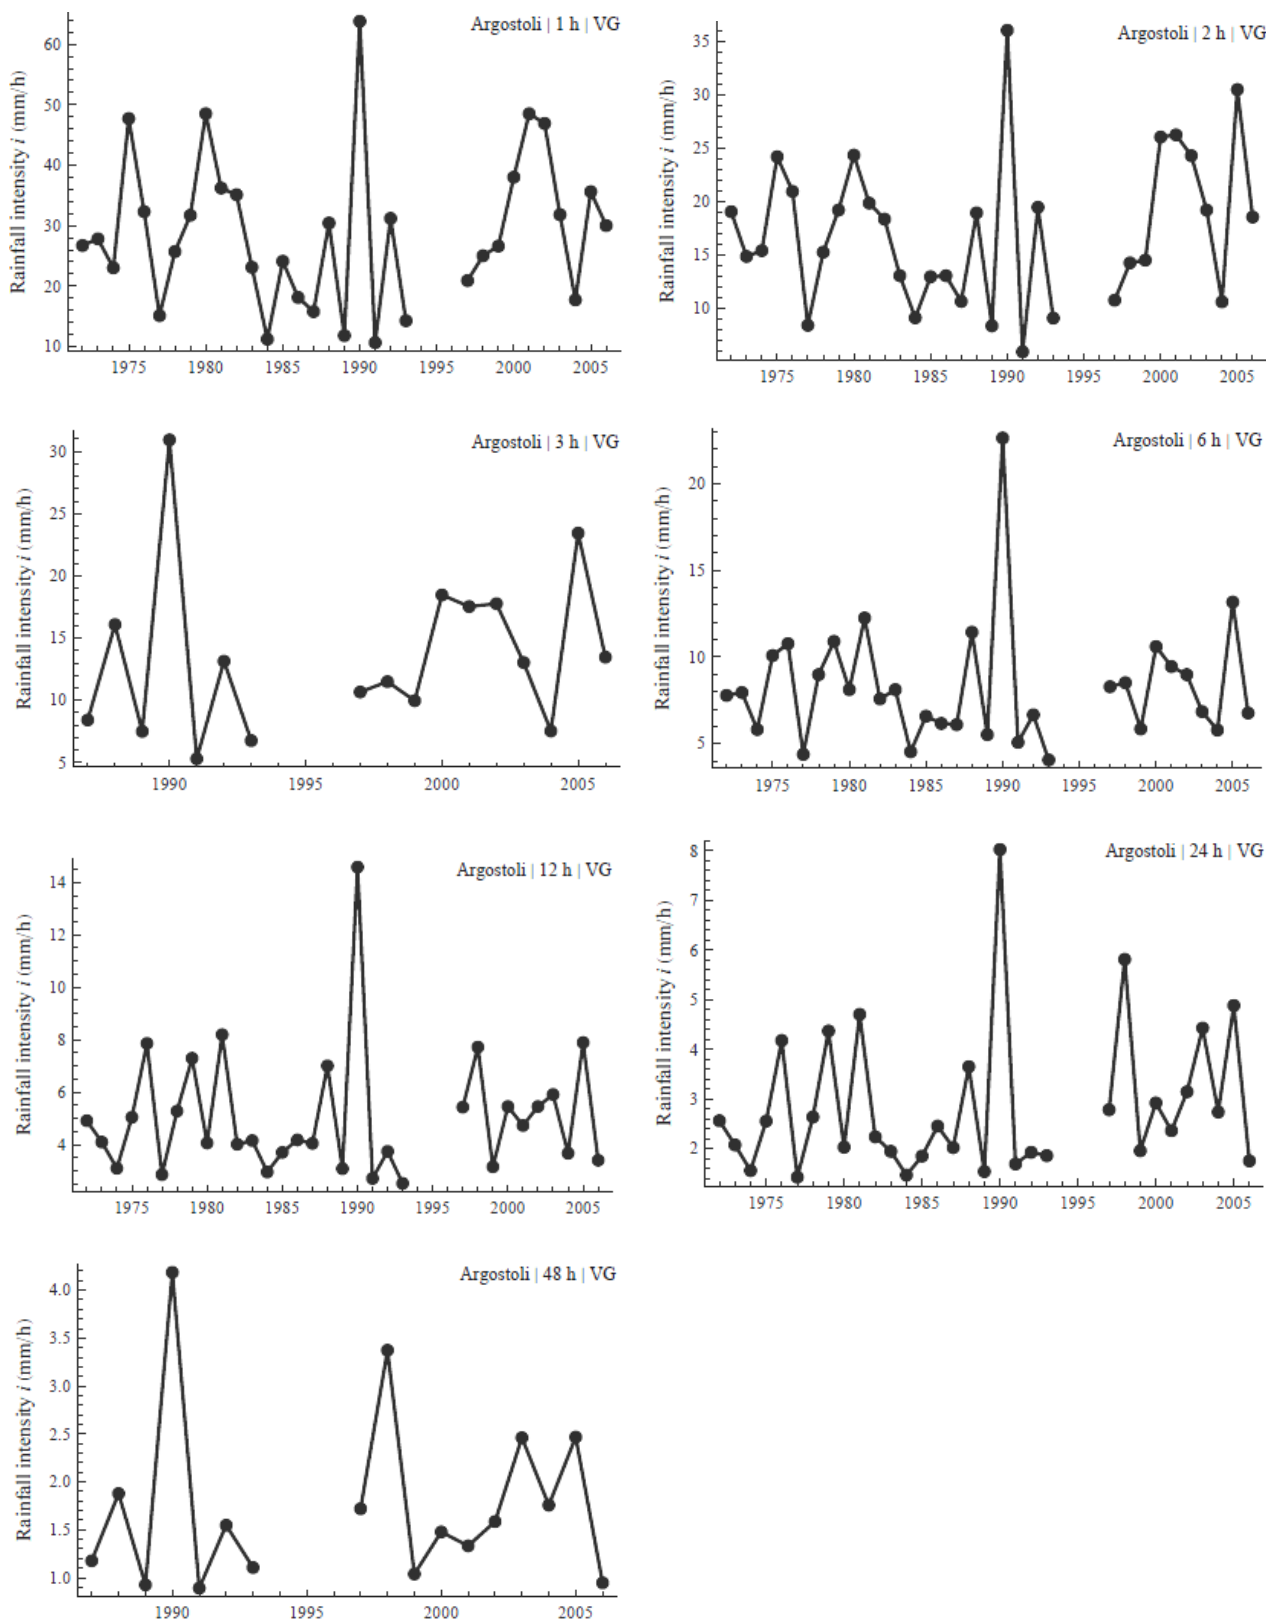 Argostoli | 1 h | VG
Rainfall intensity i (mm/h)
60
50
40
30
20
10
1975 1980 1985 1990 1995 2000 2005
Argostoli | 2 h | VG
Rainfall intensity i (mm/h)
35
30
25
20
15
10
1975 1980 1985 1990 1995 2000 2005
Argostoli | 3 h | VG
Rainfall intensity i (mm/h)
30
25
20
15
10
5
1990 1995 2000 2005
Argostoli | 6 h | VG
Rainfall intensity i (mm/h)
20
15
10
5
1975 1980 1985 1990 1995 2000 2005
Argostoli | 12 h | VG
Rainfall intensity i (mm/h)
14
12
10
8
6
4
1975 1980 1985 1990 1995 2000 2005
Argostoli | 24 h | VG
Rainfall intensity i (mm/h)
8
7
6
5
4
3
2
1975 1980 1985 1990 1995 2000 2005
Argostoli | 48 h | VG
Rainfall intensity i (mm/h)
4.0
3.5
3.0
2.5
2.0
1.5
1.0
1990 1995 2000 2005